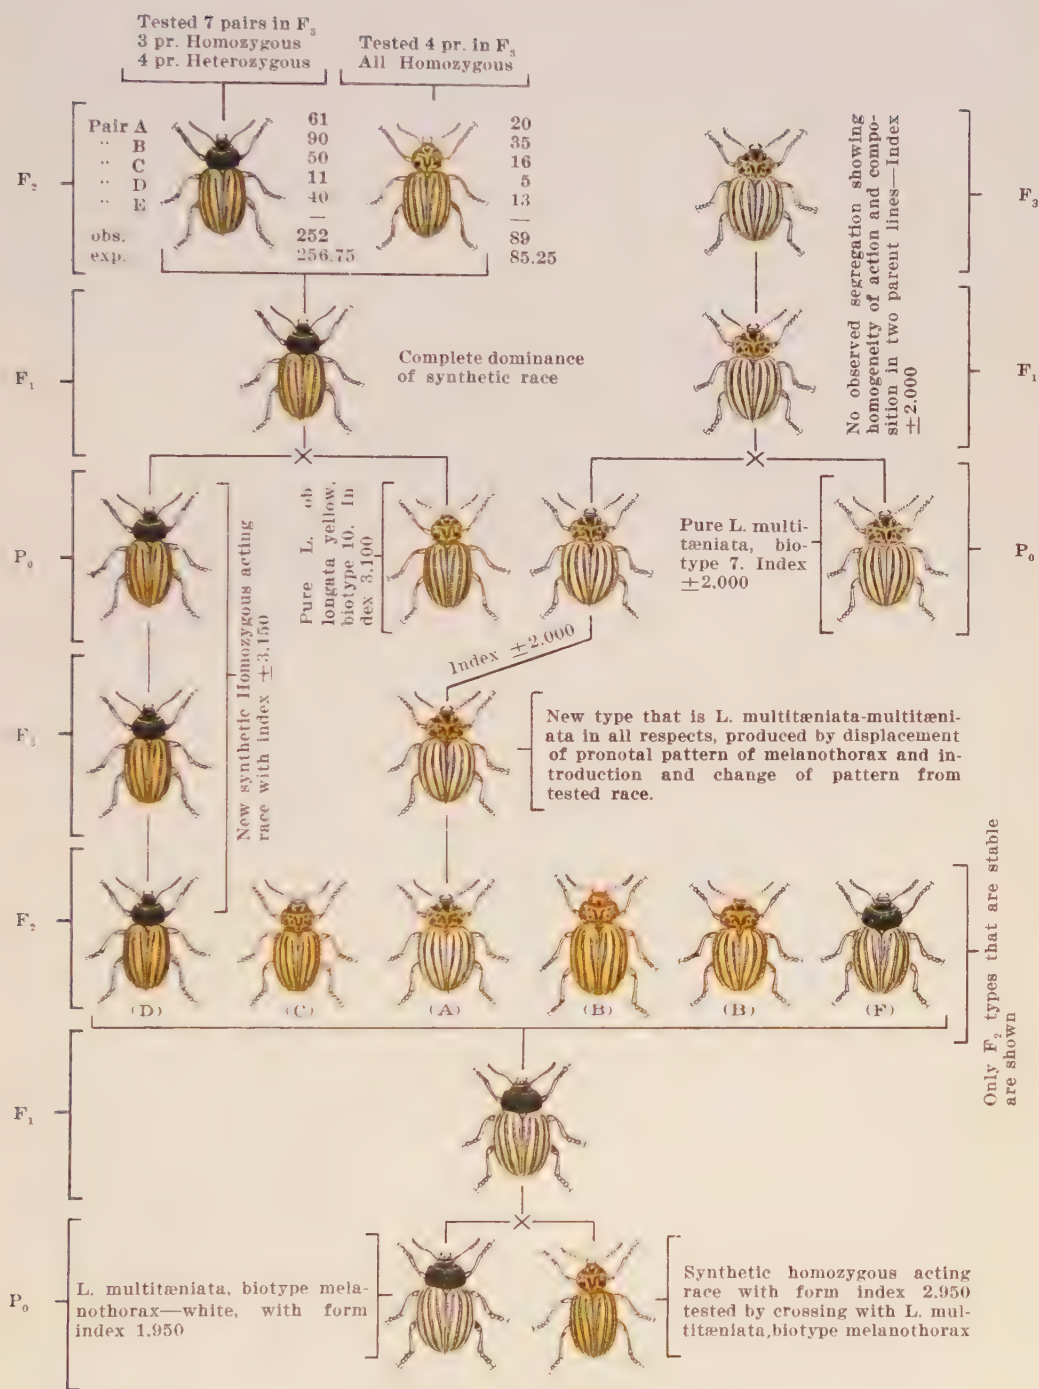 Tested 7 pairs in F₃
3 pr. Homozygous
4 pr. Heterozygous
Tested 4 pr. in F₃
All Homozygous
F₂
Pair A 61 20
" B 90 35
" C 50 16
" D 11 5
" E 40 13
obs. 252 89
exp. 256.75 85.25
No observed segregation showing
homogeneity of action and compo-
sition in two parent lines—Index
±2.000
F₃
F₁
Complete dominance
of synthetic race
F₁
P₀
New synthetic Homozygous acting
race with index ±3.150
Pure L. ob
longata yellow,
biotype 10. In
dex 3.100
Pure L. multi-
tæniata, bio-
type 7. Index
±2.000
P₀
Index ±2.000
F₃
New type that is L. multitæniata-multitæni-
ata in all respects, produced by displacement
of pronotal pattern of melanothorax and in-
troduction and change of pattern from
tested race.
F₂
(D) (C) (A) (B) (B) (F)
Only F₂ types that are stable
are shown
F₁
P₀
L. multitæniata, biotype mela-
nothorax—white, with form
index 1.950
Synthetic homozygous acting
race with form index 2.950
tested by crossing with L. mul-
titæniata,biotype melanothorax